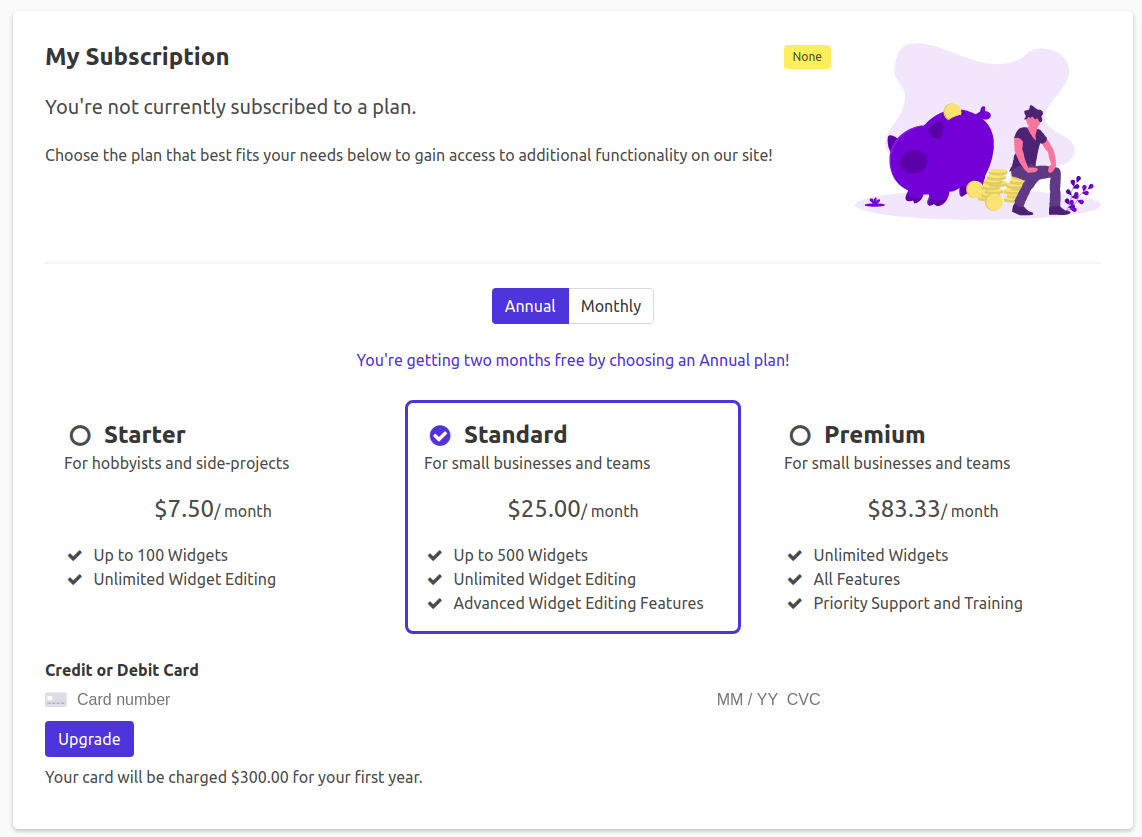 My Subscription
None
You're not currently subscribed to a plan.
Choose the plan that best fits your needs below to gain access to additional functionality on our site!
Annual
Monthly
You're getting two months free by choosing an Annual plan!
Starter
For hobbyists and side-projects
$7.50/ month
Up to 100 Widgets
Unlimited Widget Editing
Standard
For small businesses and teams
$25.00/ month
Up to 500 Widgets
Unlimited Widget Editing
Advanced Widget Editing Features
Premium
For small businesses and teams
$83.33/ month
Unlimited Widgets
All Features
Priority Support and Training
Credit or Debit Card
Card number
MM / YY CVC
Upgrade
Your card will be charged $300.00 for your first year.